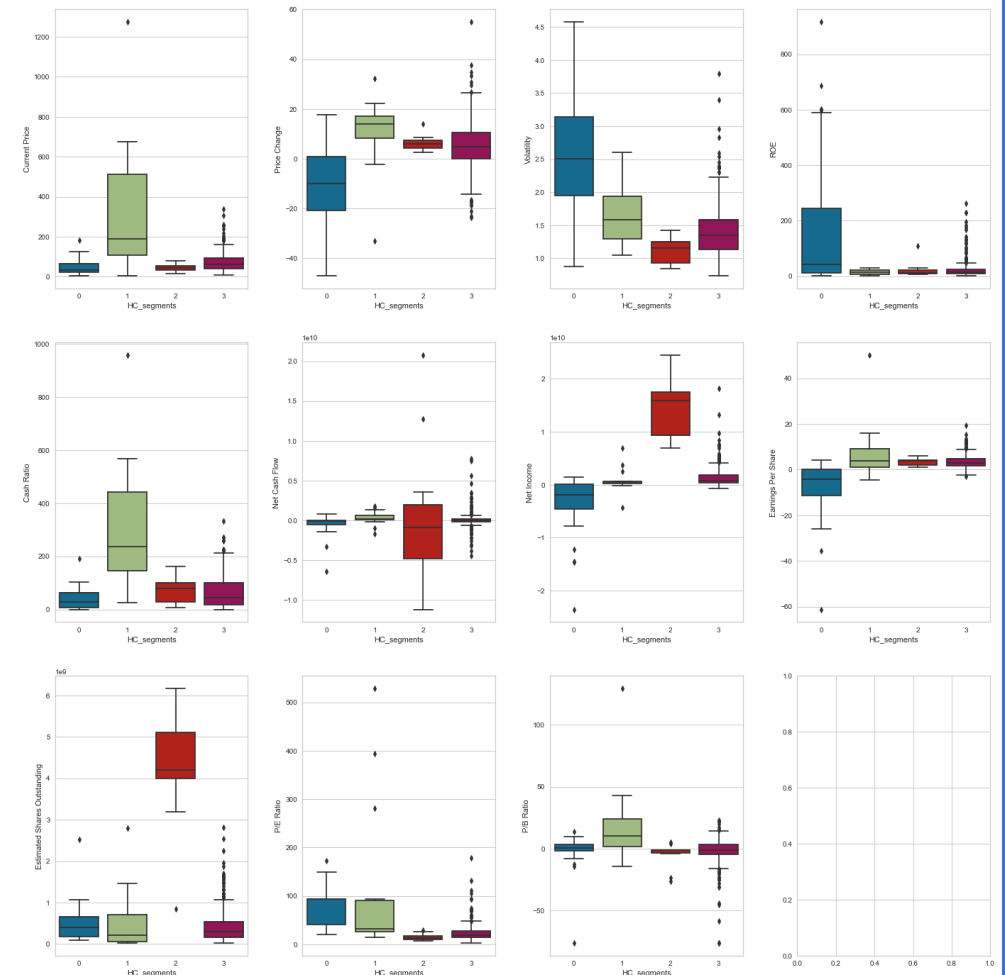 Current Price
1200
1000
800
600
400
200
0
0 1 2 3
HC_segments
Price Change
60
40
20
0
−20
−40
0 1 2 3
HC_segments
Volatility
4.5
4.0
3.5
3.0
2.5
2.0
1.5
1.0
0 1 2 3
HC_segments
ROE
800
600
400
200
0
0 1 2 3
HC_segments
Cash Ratio
1000
800
600
400
200
0
0 1 2 3
HC_segments
1e10
Net Cash Flow
2.0
1.5
1.0
0.5
0.0
−0.5
−1.0
0 1 2 3
HC_segments
1e10
Net Income
2
1
0
−1
−2
0 1 2 3
HC_segments
Earnings Per Share
40
20
0
−20
−40
−60
0 1 2 3
HC_segments
1e9
Estimated Shares Outstanding
6
5
4
3
2
1
0
0 1 2 3
HC_segments
P/E Ratio
500
400
300
200
100
0
0 1 2 3
HC_segments
P/B Ratio
100
50
0
−50
0 1 2 3
HC_segments
1.0
0.8
0.6
0.4
0.2
0.0
0.0 0.2 0.4 0.6 0.8 1.0